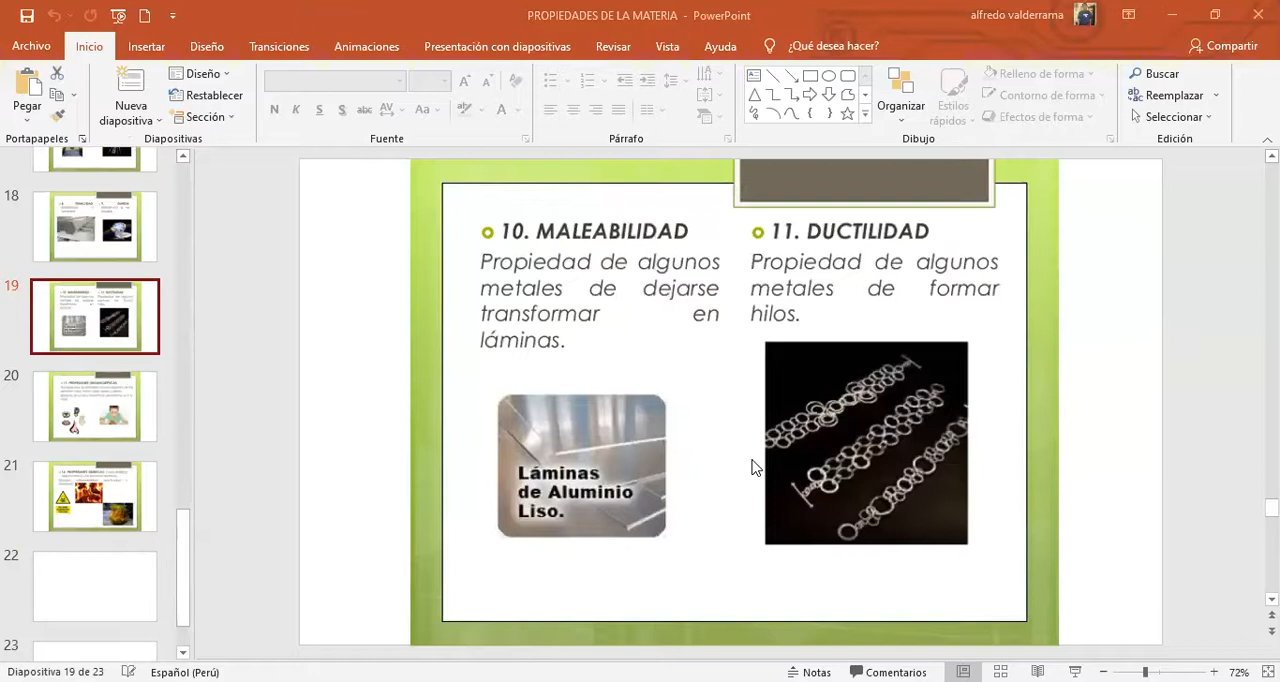 PROPIEDADES DE LA MATERIA - PowerPoint
alfredo valderrama
Archivo Inicio Insertar Diseño Transiciones Animaciones Presentación con diapositivas Revisar Vista Ayuda ¿Qué desea hacer? Compartir
Pegar
Portapapeles
Nueva
diapositiva
Diseño
Restablecer
Sección
Diapositivas
N K S S abc AV Aa A
Fuente
Párrafo
Organizar
Estilos
rápidos
Relleno de forma
Contorno de forma
Efectos de forma
Dibujo
Buscar
Reemplazar
Seleccionar
Edición
18
19
20
21
22
23
10. MALEABILIDAD
Propiedad de algunos
metales de dejarse
transformar en
láminas.
Láminas
de Aluminio
Liso.
11. DUCTILIDAD
Propiedad de algunos
metales de formar
hilos.
Diapositiva 19 de 23 Español (Perú) Notas Comentarios 72%